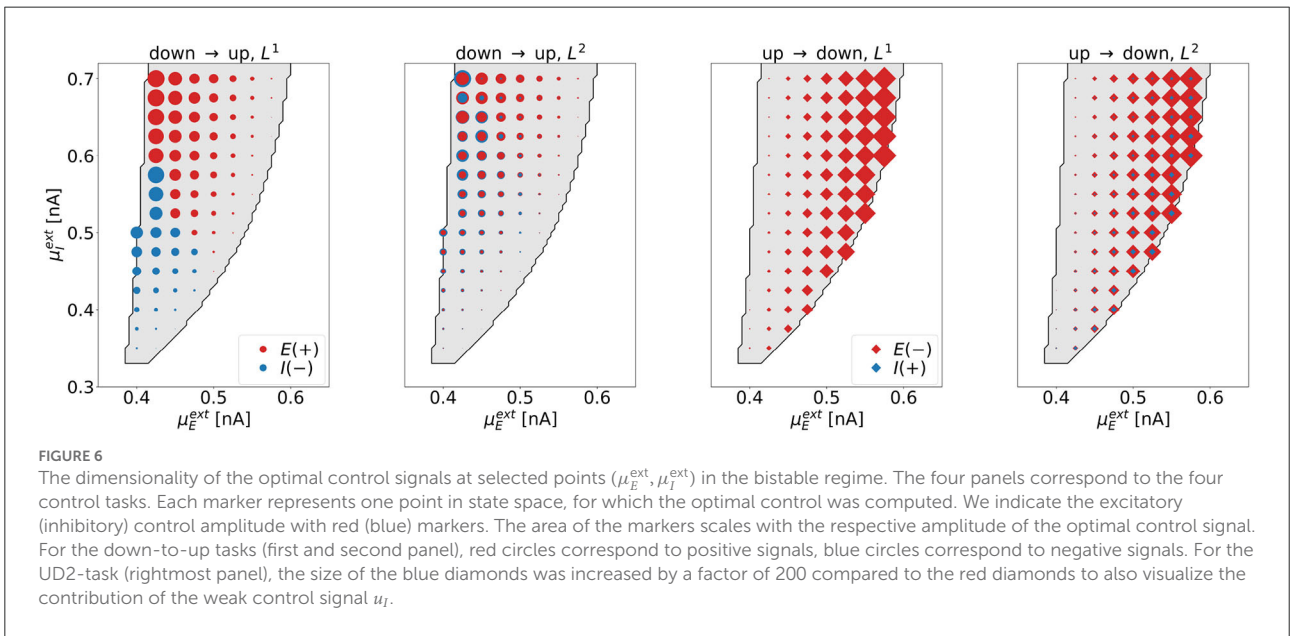 down → up, L¹
down → up, L²
up → down, L¹
up → down, L²
0.7
0.6
0.5
0.4
0.3
μ_I^ext [nA]
E(+)
I(−)
E(−)
I(+)
0.4 0.5 0.6
0.4 0.5 0.6
0.4 0.5 0.6
0.4 0.5 0.6
μ_E^ext [nA]
μ_E^ext [nA]
μ_E^ext [nA]
μ_E^ext [nA]
FIGURE 6
The dimensionality of the optimal control signals at selected points (μ_E^ext, μ_I^ext) in the bistable regime. The four panels correspond to the four
control tasks. Each marker represents one point in state space, for which the optimal control was computed. We indicate the excitatory
(inhibitory) control amplitude with red (blue) markers. The area of the markers scales with the respective amplitude of the optimal control signal.
For the down-to-up tasks (first and second panel), red circles correspond to positive signals, blue circles correspond to negative signals. For the
UD2-task (rightmost panel), the size of the blue diamonds was increased by a factor of 200 compared to the red diamonds to also visualize the
contribution of the weak control signal u_I.